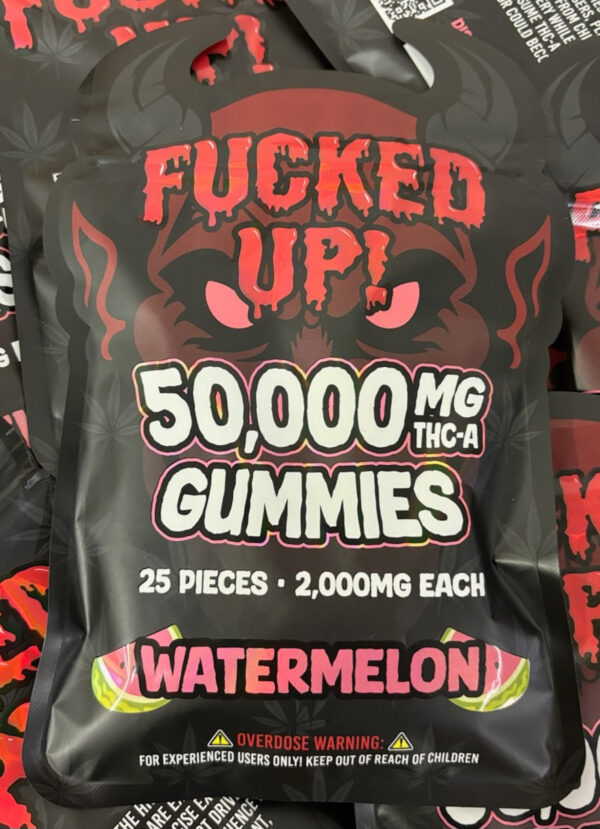 FUCKED
UP!
50,000 MG
THC-A
GUMMIES
25 PIECES · 2,000MG EACH
WATERMELON
⚠ OVERDOSE WARNING: ⚠
FOR EXPERIENCED USERS ONLY! KEEP OUT OF REACH OF CHILDREN